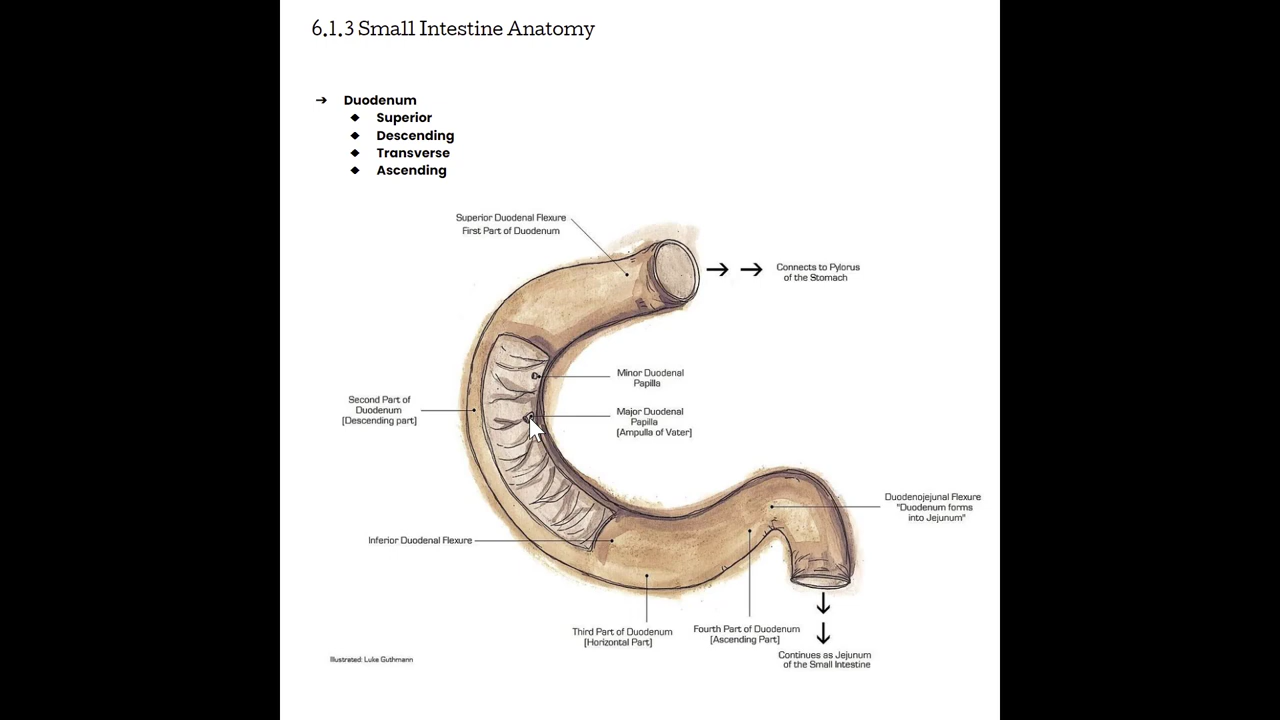 6.1.3 Small Intestine Anatomy
➔ Duodenum
◆ Superior
◆ Descending
◆ Transverse
◆ Ascending
Superior Duodenal Flexure
First Part of Duodenum
Connects to Pylorus
of the Stomach
Minor Duodenal
Papilla
Second Part of
Duodenum
[Descending part]
Major Duodenal
Papilla
[Ampulla of Vater]
Duodenojejunal Flexure
"Duodenum forms
into Jejunum"
Inferior Duodenal Flexure
Third Part of Duodenum
[Horizontal Part]
Fourth Part of Duodenum
[Ascending Part]
Continues as Jejunum
of the Small Intestine
Illustrated: Luke Guthmann